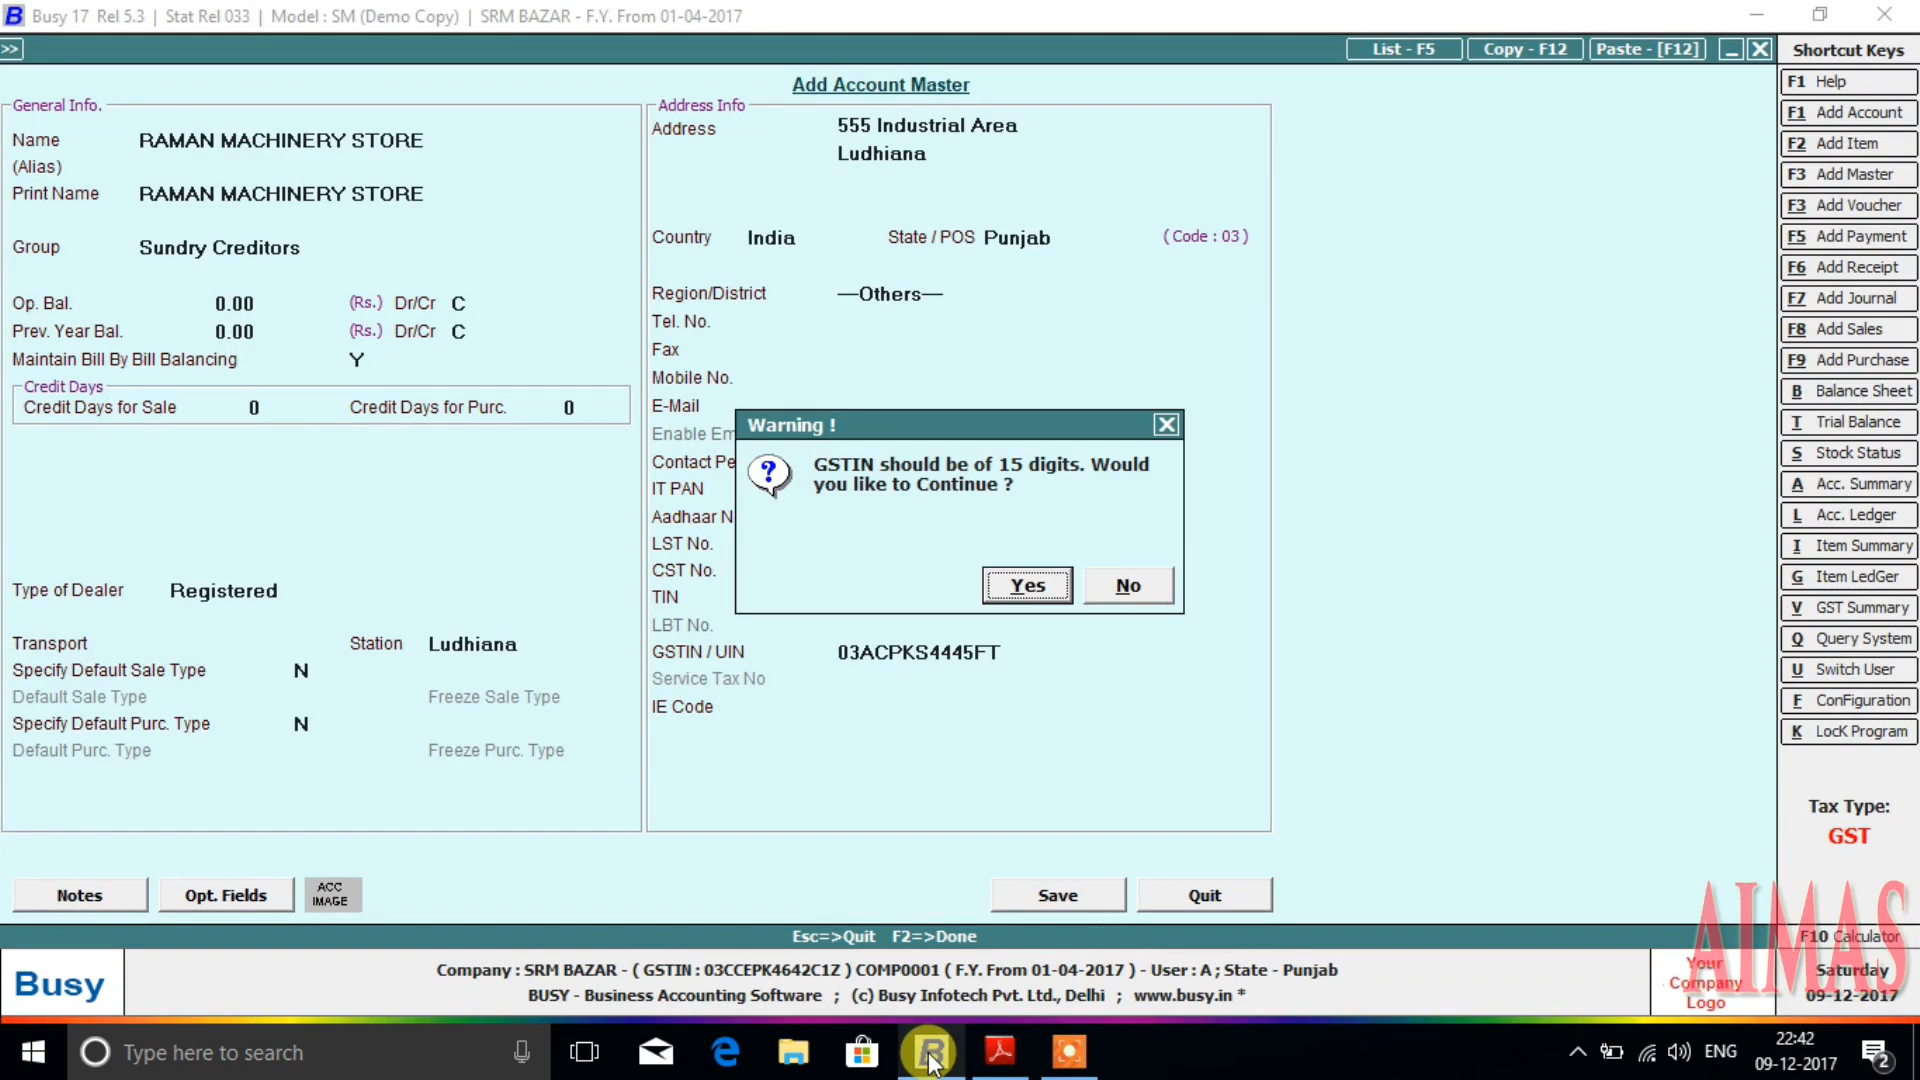 Busy 17 Rel 5.3 | Stat Rel 033 | Model : SM (Demo Copy) | SRM BAZAR - F.Y. From 01-04-2017
>> List - F5 Copy - F12 Paste - [F12]
Add Account Master
General Info.
Name RAMAN MACHINERY STORE
(Alias)
Print Name RAMAN MACHINERY STORE
Group Sundry Creditors
Op. Bal. 0.00 (Rs.) Dr/Cr C
Prev. Year Bal. 0.00 (Rs.) Dr/Cr C
Maintain Bill By Bill Balancing Y
Credit Days
Credit Days for Sale 0 Credit Days for Purc. 0
Type of Dealer Registered
Transport Station Ludhiana
Specify Default Sale Type N
Default Sale Type Freeze Sale Type
Specify Default Purc. Type N
Default Purc. Type Freeze Purc. Type
Address Info
Address 555 Industrial Area
Ludhiana
Country India State / POS Punjab ( Code : 03 )
Region/District —Others—
Tel. No.
Fax
Mobile No.
E-Mail
Enable Em
Contact Pe
IT PAN
Aadhaar N
LST No.
CST No.
TIN
LBT No.
GSTIN / UIN 03ACPKS4445FT
Service Tax No
IE Code
Warning !
GSTIN should be of 15 digits. Would
you like to Continue ?
Yes No
Notes Opt. Fields ACC
IMAGE
Save Quit
Esc=>Quit F2=>Done
Shortcut Keys
F1 Help
F1 Add Account
F2 Add Item
F3 Add Master
F3 Add Voucher
F5 Add Payment
F6 Add Receipt
F7 Add Journal
F8 Add Sales
F9 Add Purchase
B Balance Sheet
T Trial Balance
S Stock Status
A Acc. Summary
L Acc. Ledger
I Item Summary
G Item LedGer
V GST Summary
Q Query System
U Switch User
F ConFiguration
K LocK Program
Tax Type:
GST
AIMAS
F10 Calculator
Busy
Company : SRM BAZAR - ( GSTIN : 03CCEPK4642C1Z ) COMP0001 ( F.Y. From 01-04-2017 ) - User : A ; State - Punjab
BUSY - Business Accounting Software ; (c) Busy Infotech Pvt. Ltd., Delhi ; www.busy.in *
Your
Company
Logo
Saturday
09-12-2017
Type here to search
ENG
22:42
09-12-2017
2